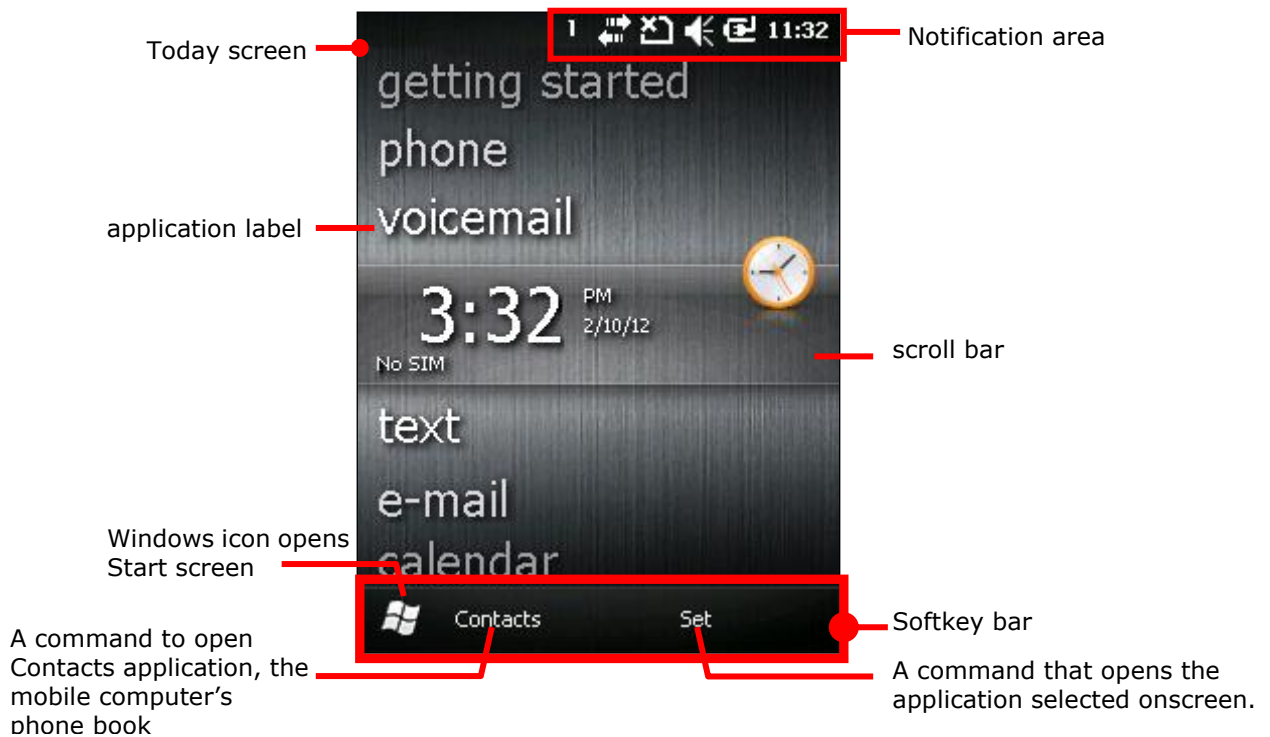 1 11:32
Today screen
Notification area
getting started
phone
application label
voicemail
3:32 PM
2/10/12
No SIM
scroll bar
text
e-mail
calendar
Windows icon opens
Start screen
Contacts Set
Softkey bar
A command to open
Contacts application, the
mobile computer's
phone book
A command that opens the
application selected onscreen.